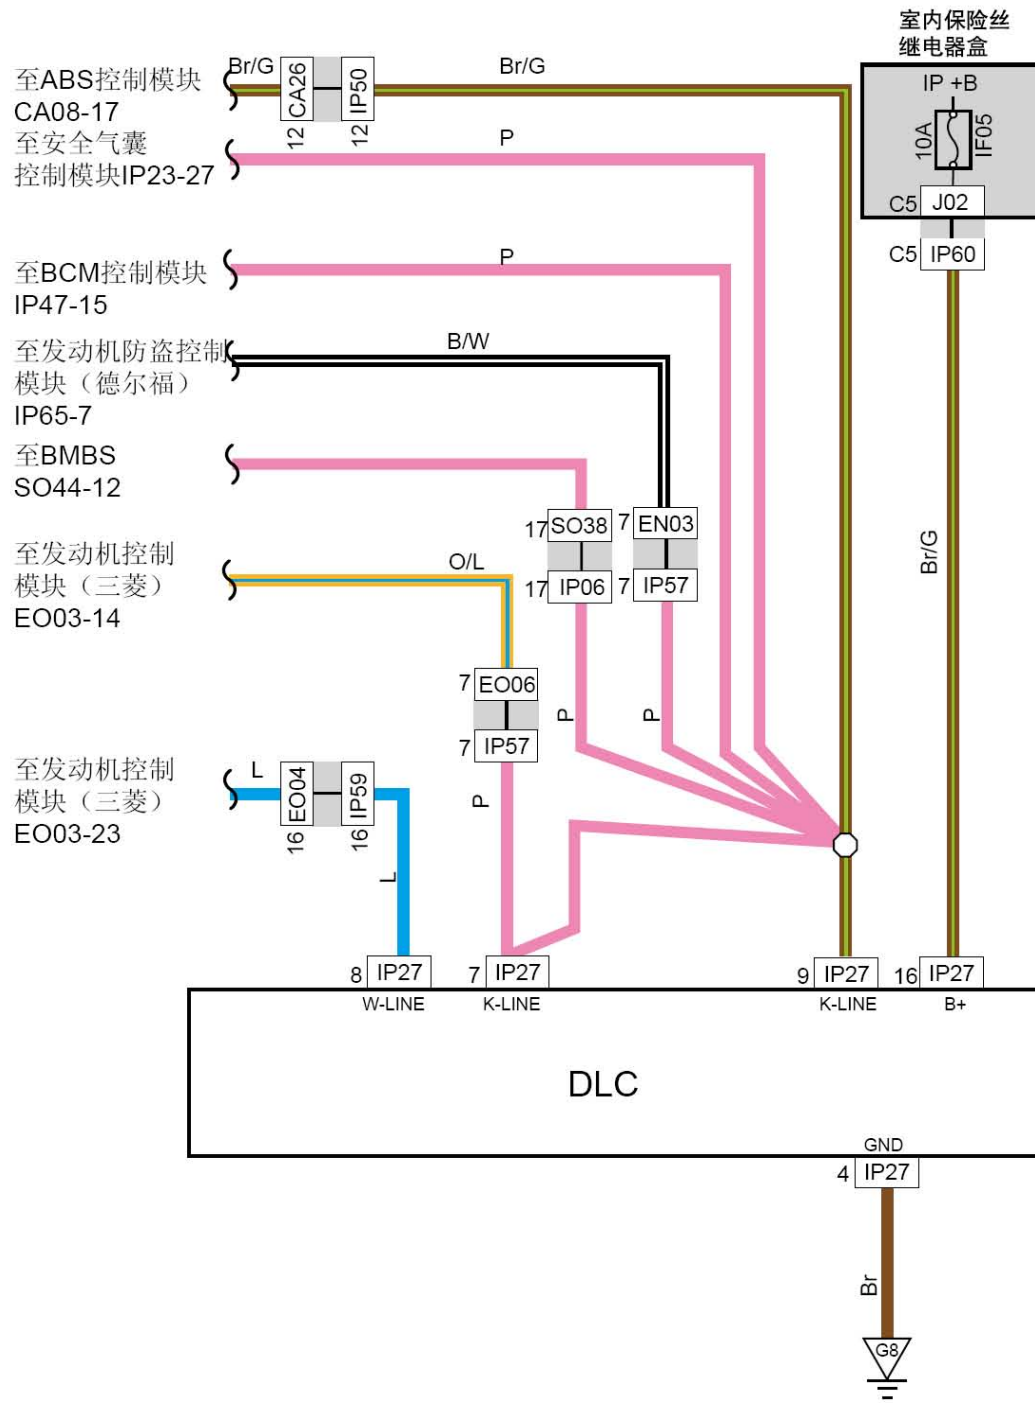 室内保险丝
继电器盒
IP +B
10A
IF05
C5 J02
C5 IP60
Br/G
至ABS控制模块
CA08-17
Br/G
CA26
IP50
12
12
Br/G
至安全气囊
控制模块IP23-27
P
至BCM控制模块
IP47-15
P
至发动机防盗控制
模块（德尔福）
IP65-7
B/W
至BMBS
SO44-12
17 SO38
7 EN03
17 IP06
7 IP57
P
P
至发动机控制
模块（三菱）
EO03-14
O/L
7 EO06
7 IP57
P
至发动机控制
模块（三菱）
EO03-23
L
EO04
IP59
16
16
L
8 IP27
7 IP27
9 IP27
16 IP27
W-LINE
K-LINE
K-LINE
B+
DLC
GND
4 IP27
Br
G8